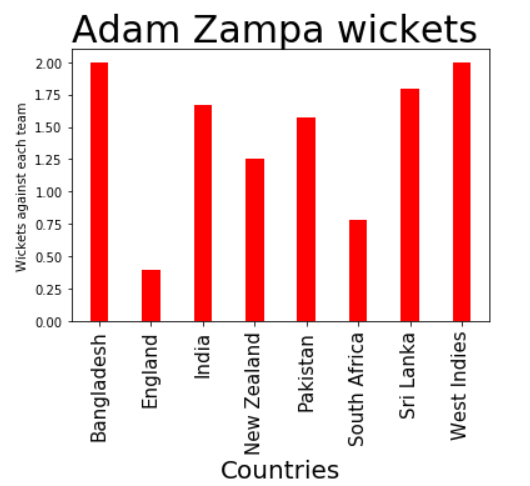 Adam Zampa wickets
Wickets against each team
2.00
1.75
1.50
1.25
1.00
0.75
0.50
0.25
0.00
Bangladesh
England
India
New Zealand
Pakistan
South Africa
Sri Lanka
West Indies
Countries